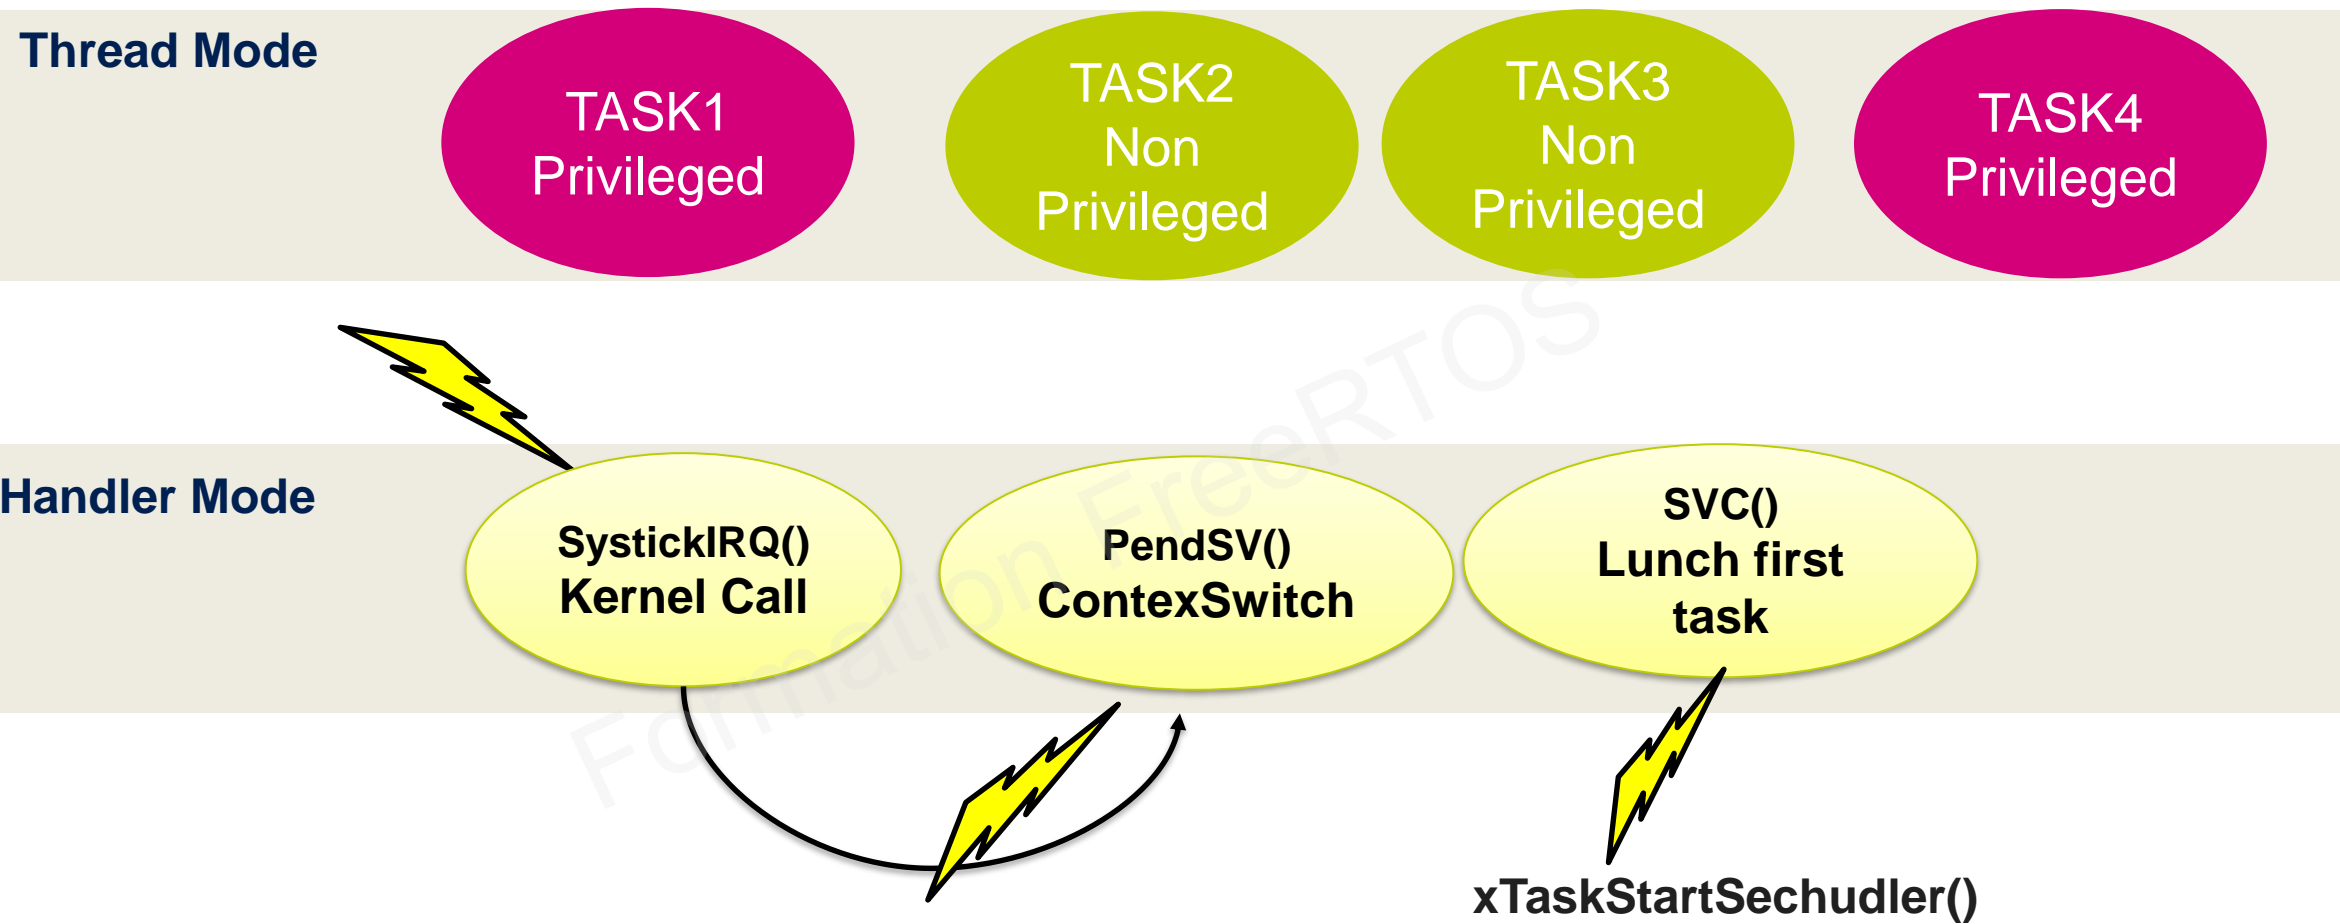 Thread Mode
TASK1
Privileged
TASK2
Non
Privileged
TASK3
Non
Privileged
TASK4
Privileged
Handler Mode
SystickIRQ()
Kernel Call
PendSV()
ContexSwitch
SVC()
Lunch first
task
xTaskStartSechudler()
Formation FreeRTOS